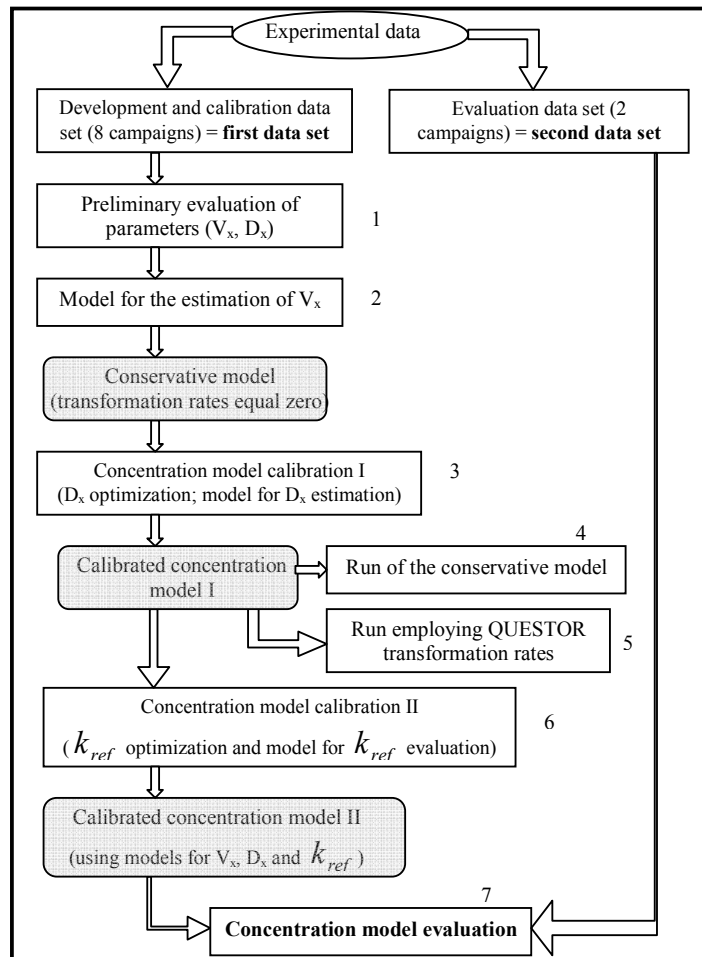 Experimental data
Development and calibration data
set (8 campaigns) = first data set
Evaluation data set (2
campaigns) = second data set
Preliminary evaluation of
parameters (Vx, Dx)
1
Model for the estimation of Vx
2
Conservative model
(transformation rates equal zero)
Concentration model calibration I
(Dx optimization; model for Dx estimation)
3
Calibrated concentration
model I
4
Run of the conservative model
Run employing QUESTOR
transformation rates
5
Concentration model calibration II
( kref optimization and model for kref evaluation)
6
Calibrated concentration model II
(using models for Vx, Dx and kref )
7
Concentration model evaluation